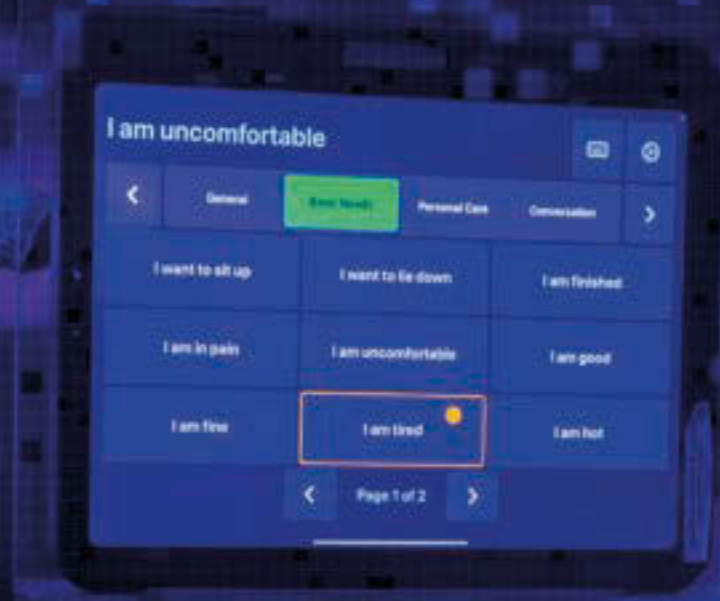 I am uncomfortable
General Basic Needs Personal Care Conversation
I want to sit up I want to lie down I am finished
I am in pain I am uncomfortable I am good
I am fine I am tired I am hot
Page 1 of 2